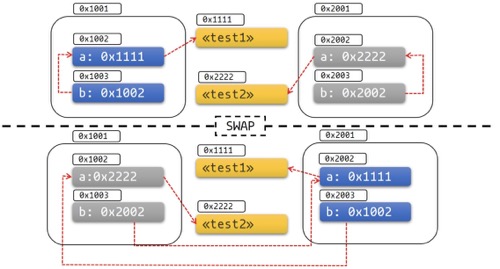 0x1001
0x1002
a: 0x1111
0x1003
b: 0x1002
0x1111
«test1»
0x2222
«test2»
0x2001
0x2002
a: 0x2222
0x2003
b: 0x2002
SWAP
0x1001
0x1002
a:0x2222
0x1003
b: 0x2002
0x1111
«test1»
0x2222
«test2»
0x2001
0x2002
a: 0x1111
0x2003
b: 0x1002